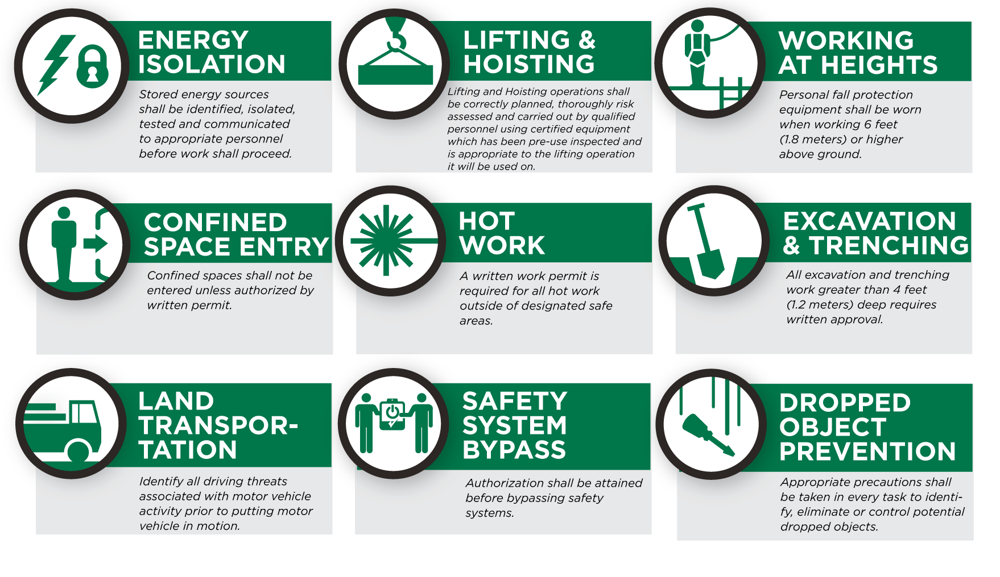 ENERGY
ISOLATION
Stored energy sources
shall be identified, isolated,
tested and communicated
to appropriate personnel
before work shall proceed.
LIFTING &
HOISTING
Lifting and Hoisting operations shall
be correctly planned, thoroughly risk
assessed and carried out by qualified
personnel using certified equipment
which has been pre-use inspected and
is appropriate to the lifting operation
it will be used on.
WORKING
AT HEIGHTS
Personal fall protection
equipment shall be worn
when working 6 feet
(1.8 meters) or higher
above ground.
CONFINED
SPACE ENTRY
Confined spaces shall not be
entered unless authorized by
written permit.
HOT
WORK
A written work permit is
required for all hot work
outside of designated safe
areas.
EXCAVATION
& TRENCHING
All excavation and trenching
work greater than 4 feet
(1.2 meters) deep requires
written approval.
LAND
TRANSPOR-
TATION
Identify all driving threats
associated with motor vehicle
activity prior to putting motor
vehicle in motion.
SAFETY
SYSTEM
BYPASS
Authorization shall be attained
before bypassing safety
systems.
DROPPED
OBJECT
PREVENTION
Appropriate precautions shall
be taken in every task to identi-
fy, eliminate or control potential
dropped objects.